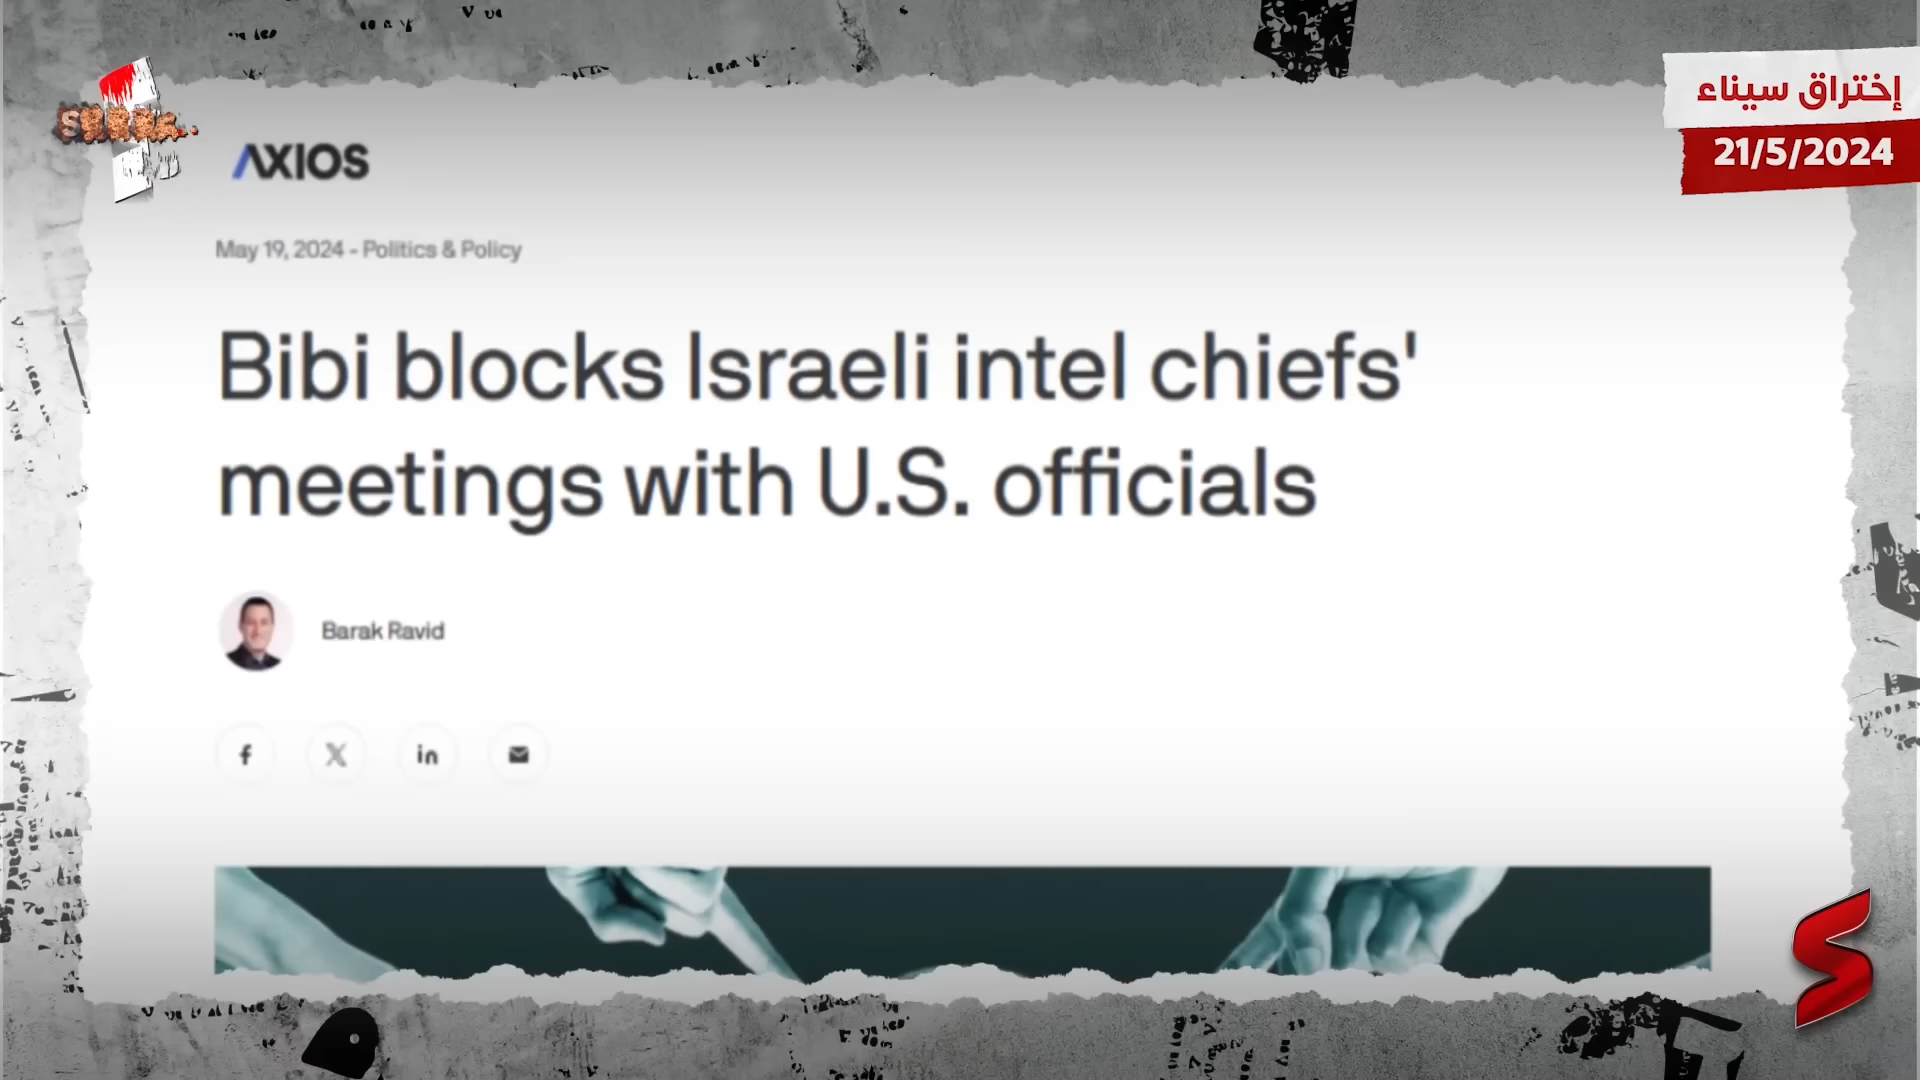 إختراق سيناء
21/5/2024
AXIOS
May 19, 2024 - Politics & Policy
Bibi blocks Israeli intel chiefs'
meetings with U.S. officials
Barak Ravid